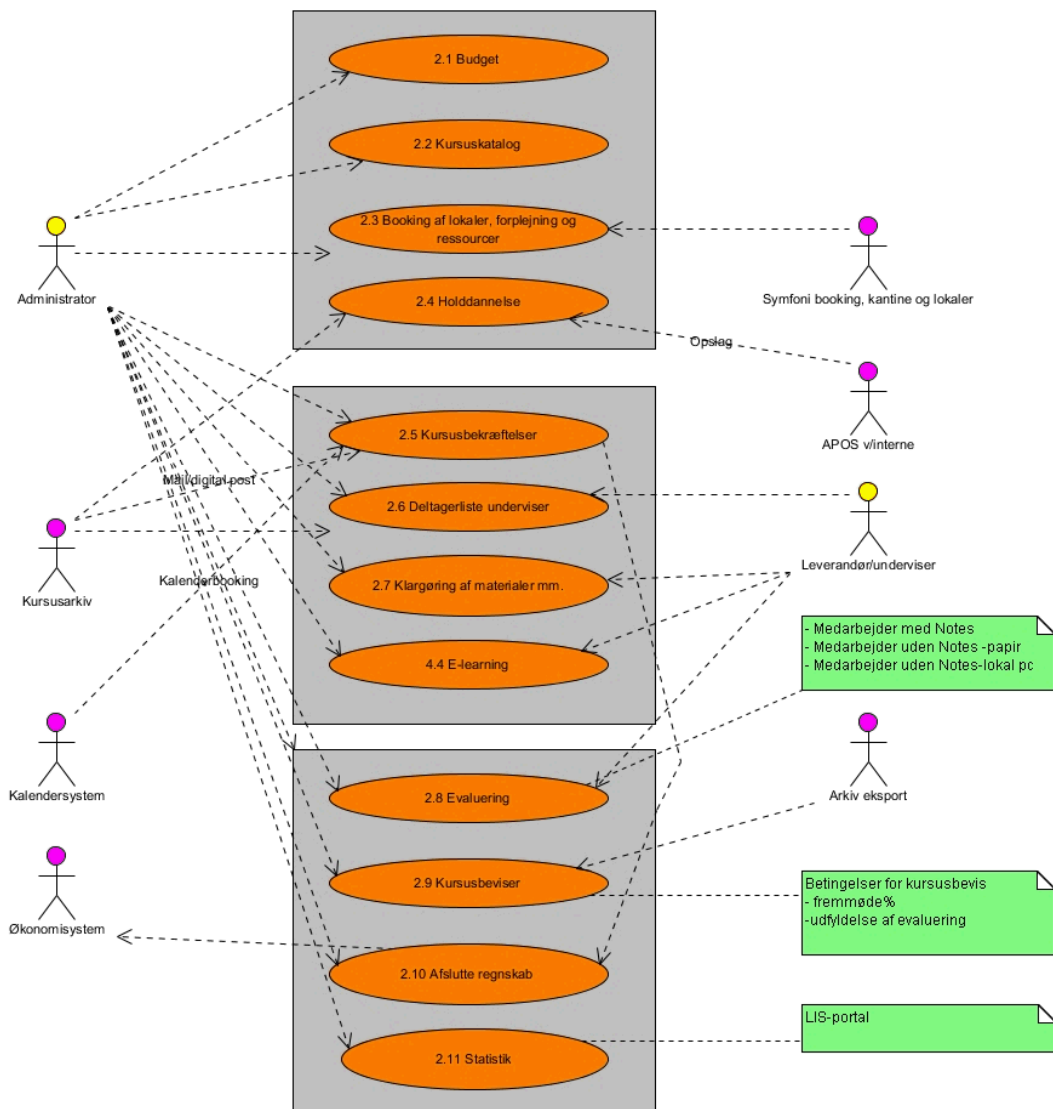 2.1 Budget
2.2 Kursuskatalog
2.3 Booking af lokaler, forplejning og
ressourcer
2.4 Holddannelse
Administrator
Symfoni booking, kantine og lokaler
Opslag
APOS v/interne
2.5 Kursusbekræftelser
Mail/digital post
2.6 Deltagerliste underviser
Kursusarkiv
Kalenderbooking
2.7 Klargøring af materialer mm.
Leverandør/underviser
4.4 E-learning
- Medarbejder med Notes
- Medarbejder uden Notes -papir
- Medarbejder uden Notes-lokal pc
Kalendersystem
2.8 Evaluering
Arkiv eksport
2.9 Kursusbeviser
Betingelser for kursusbevis
- fremmøde%
-udfyldelse af evaluering
Økonomisystem
2.10 Afslutte regnskab
LIS-portal
2.11 Statistik